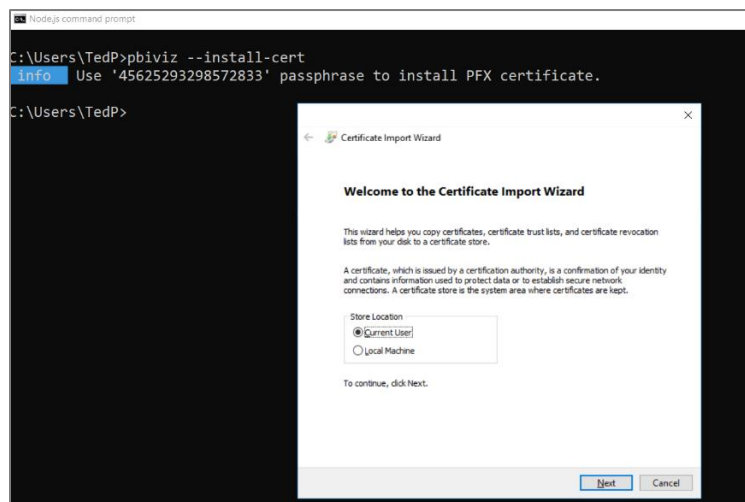 Node.js command prompt
C:\Users\TedP>pbiviz --install-cert
info Use '45625293298572833' passphrase to install PFX certificate.
C:\Users\TedP>
Certificate Import Wizard
Welcome to the Certificate Import Wizard
This wizard helps you copy certificates, certificate trust lists, and certificate revocation
lists from your disk to a certificate store.
A certificate, which is issued by a certification authority, is a confirmation of your identity
and contains information used to protect data or to establish secure network
connections. A certificate store is the system area where certificates are kept.
Store Location
Current User
Local Machine
To continue, click Next.
Next Cancel